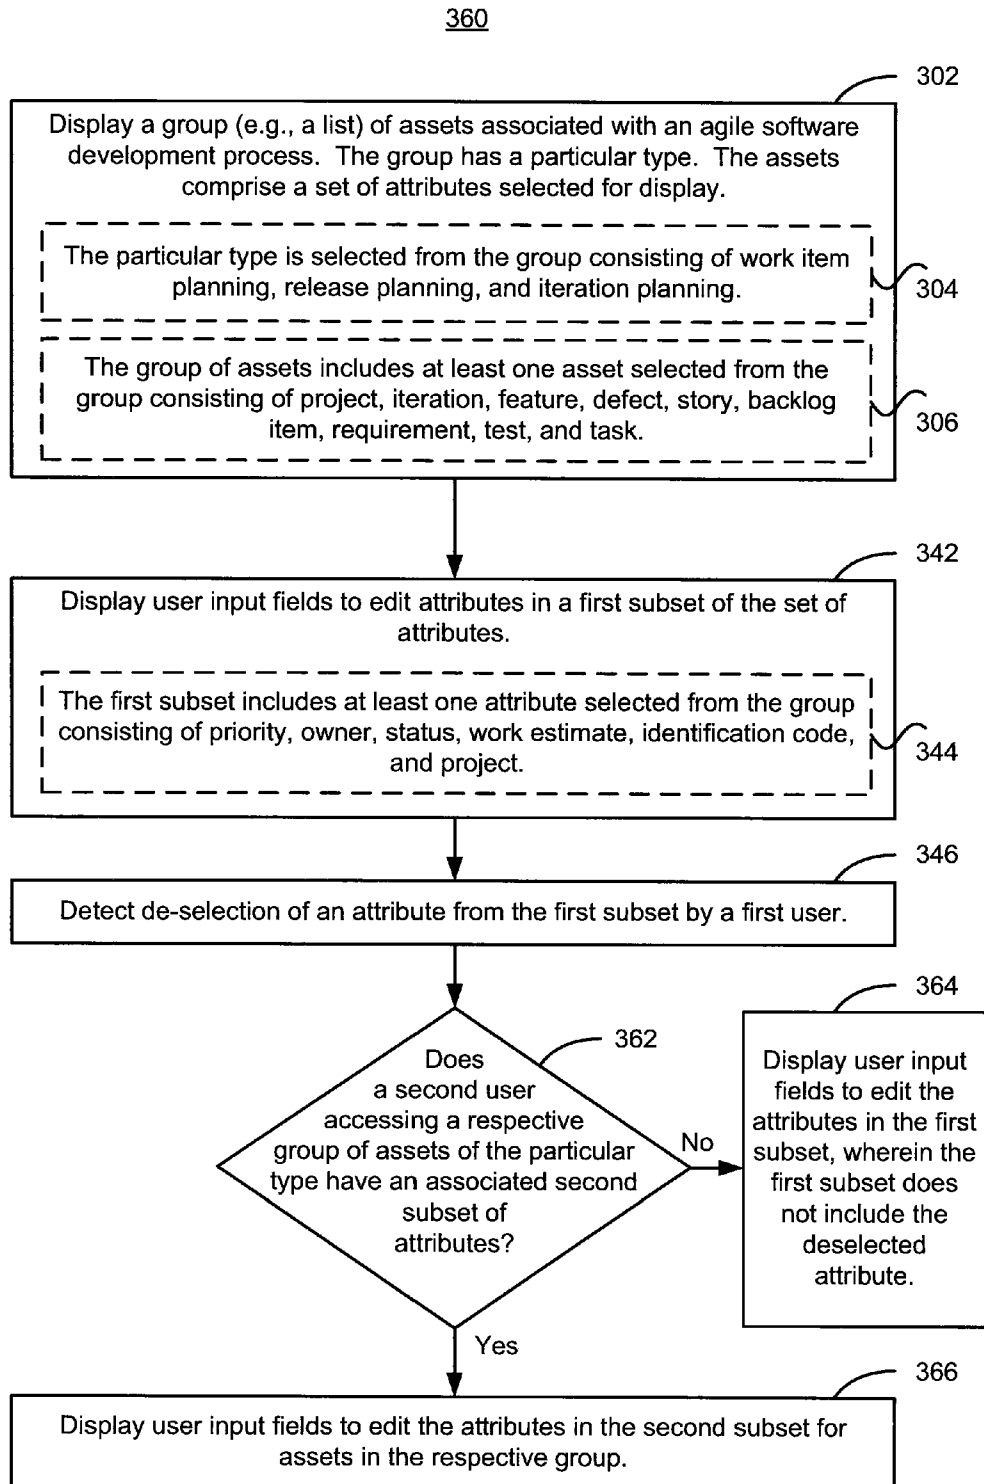 360
302
Display a group (e.g., a list) of assets associated with an agile software
development process. The group has a particular type. The assets
comprise a set of attributes selected for display.
The particular type is selected from the group consisting of work item
planning, release planning, and iteration planning.
304
The group of assets includes at least one asset selected from the
group consisting of project, iteration, feature, defect, story, backlog
item, requirement, test, and task.
306
342
Display user input fields to edit attributes in a first subset of the set of
attributes.
The first subset includes at least one attribute selected from the group
consisting of priority, owner, status, work estimate, identification code,
and project.
344
346
Detect de-selection of an attribute from the first subset by a first user.
362
Does
a second user
accessing a respective
group of assets of the particular
type have an associated second
subset of
attributes?
No
364
Display user input
fields to edit the
attributes in the first
subset, wherein the
first subset does
not include the
deselected
attribute.
Yes
366
Display user input fields to edit the attributes in the second subset for
assets in the respective group.